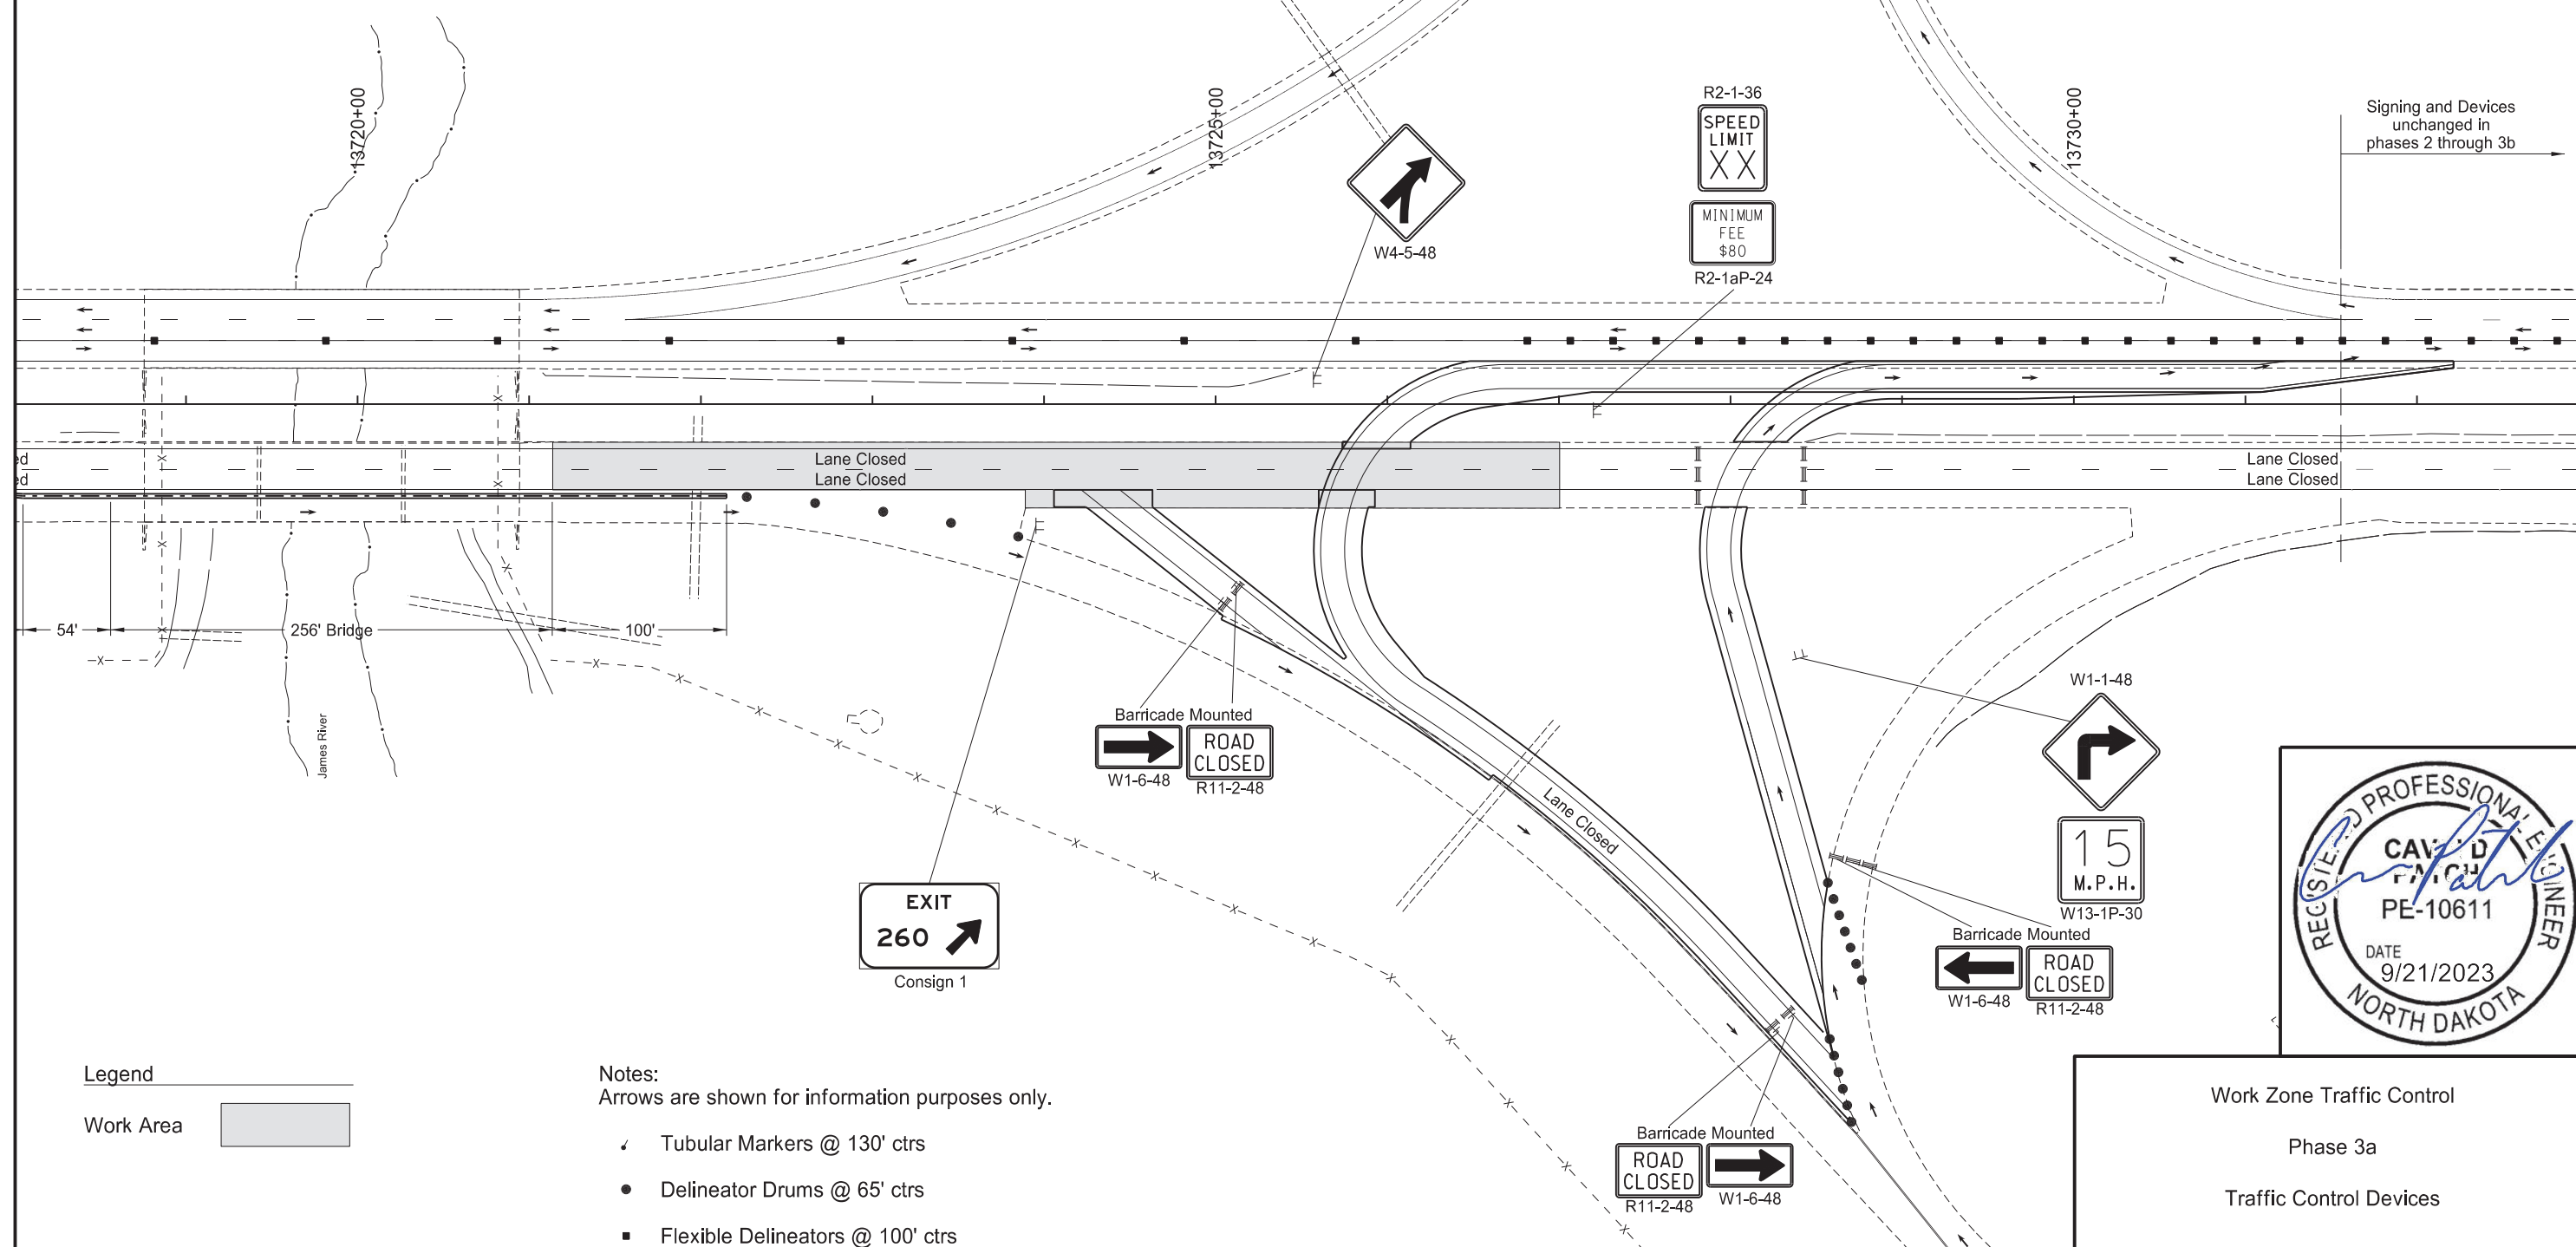 13720+00
13725+00
13730+00
Signing and Devices
unchanged in
phases 2 through 3b
R2-1-36
SPEED
LIMIT
XX
MINIMUM
FEE
$80
R2-1aP-24
W4-5-48
ed
ed
Lane Closed
Lane Closed
Lane Closed
Lane Closed
54'
256' Bridge
100'
James River
Barricade Mounted
ROAD
CLOSED
W1-6-48
R11-2-48
Lane Closed
W1-1-48
15
M.P.H.
W13-1P-30
Barricade Mounted
ROAD
CLOSED
W1-6-48
R11-2-48
EXIT
260
Consign 1
Barricade Mounted
ROAD
CLOSED
R11-2-48
W1-6-48
REGISTERED PROFESSIONAL ENGINEER
PE-10611
DATE
9/21/2023
NORTH DAKOTA
Legend
Work Area
Notes:
Arrows are shown for information purposes only.
Tubular Markers @ 130' ctrs
Delineator Drums @ 65' ctrs
Flexible Delineators @ 100' ctrs
Work Zone Traffic Control
Phase 3a
Traffic Control Devices